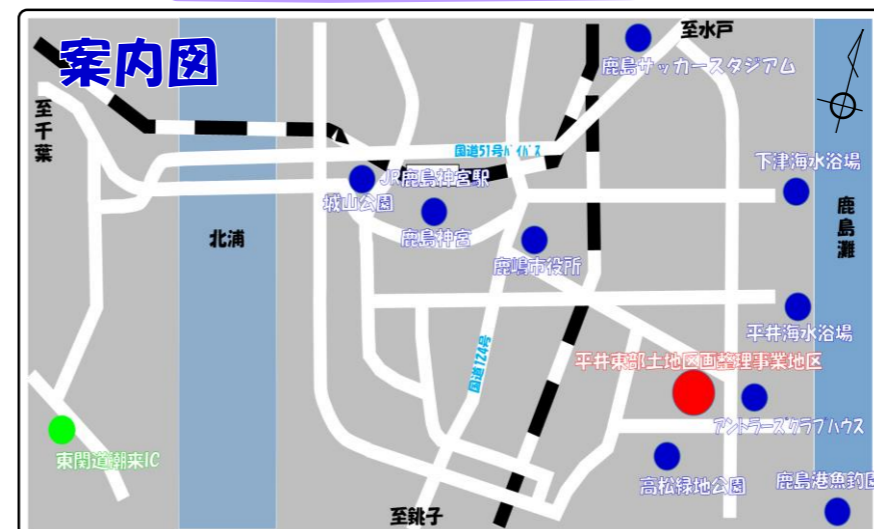 案内図
至水戸
鹿島サッカースタジアム
至千葉
国道51号バイパス
下津海水浴場
JR鹿島神宮駅
城山公園
鹿島神宮
北浦
鹿島灘
鹿嶋市役所
平井海水浴場
国道124号
平井東部土地区画整理事業地区
アントラーズクラブハウス
東関道潮来IC
高松緑地公園
鹿島港魚釣園
至銚子